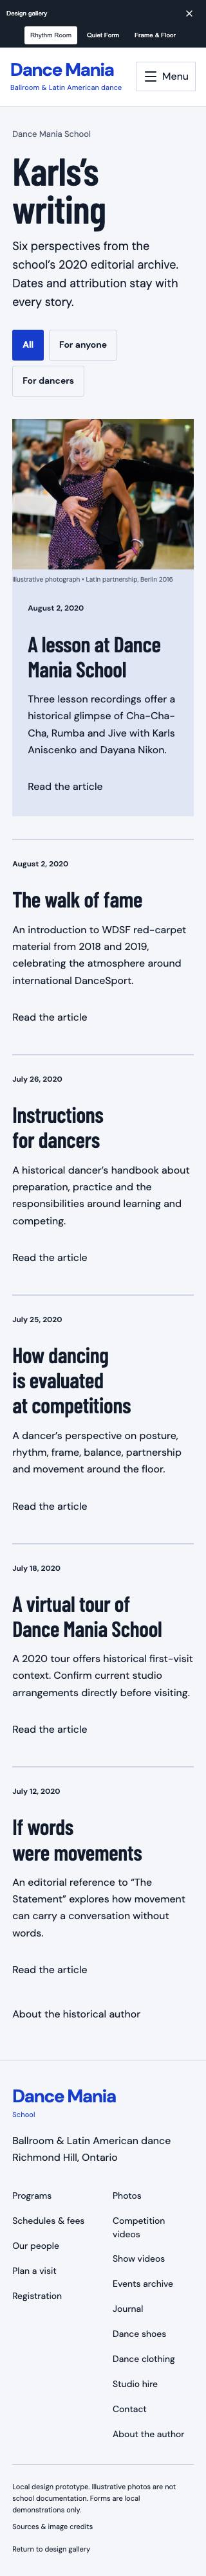 Design gallery
×
Rhythm Room Quiet Form Frame & Floor
Dance Mania
Ballroom & Latin American dance
Menu
Dance Mania School
Karl’s
writing
Six perspectives from the
school’s 2020 editorial archive.
Dates and attribution stay with
every story.
All For anyone
For dancers
Illustrative photograph • Latin partnership, Berlin 2016
August 2, 2020
A lesson at Dance
Mania School
Three lesson recordings offer a
historical glimpse of Cha-Cha-
Cha, Rumba and Jive with Karls
Aniscenko and Dayana Nikon.
Read the article
August 2, 2020
The walk of fame
An introduction to WDSF red-carpet
material from 2018 and 2019,
celebrating the atmosphere around
international DanceSport.
Read the article
July 26, 2020
Instructions
for dancers
A historical dancer’s handbook about
preparation, practice and the
responsibilities around learning and
competing.
Read the article
July 25, 2020
How dancing
is evaluated
at competitions
A dancer’s perspective on posture,
rhythm, frame, balance, partnership
and movement around the floor.
Read the article
July 18, 2020
A virtual tour of
Dance Mania School
A 2020 tour offers historical first-visit
context. Confirm current studio
arrangements directly before visiting.
Read the article
July 12, 2020
If words
were movements
An editorial reference to “The
Statement” explores how movement
can carry a conversation without
words.
Read the article
About the historical author
Dance Mania
School
Ballroom & Latin American dance
Richmond Hill, Ontario
Programs
Schedules & fees
Our people
Plan a visit
Registration
Photos
Competition
videos
Show videos
Events archive
Journal
Dance shoes
Dance clothing
Studio hire
Contact
About the author
Local design prototype. Illustrative photos are not
school documentation. Forms are local
demonstrations only.
Sources & image credits
Return to design gallery